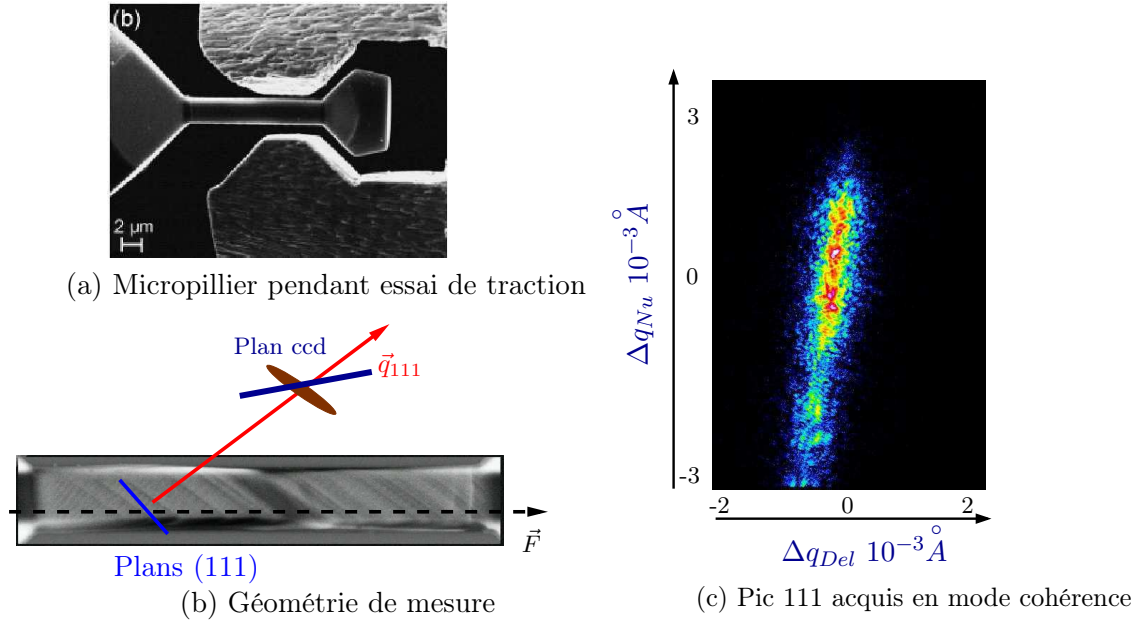 (b)
2 µm
(a) Micropillier pendant essai de traction
Plan ccd
q⃗111
F⃗
Plans (111)
(b) Géométrie de mesure
3
0
-3
ΔqNu 10−3 Å
-2 0 2
ΔqDel 10−3 Å
(c) Pic 111 acquis en mode cohérence